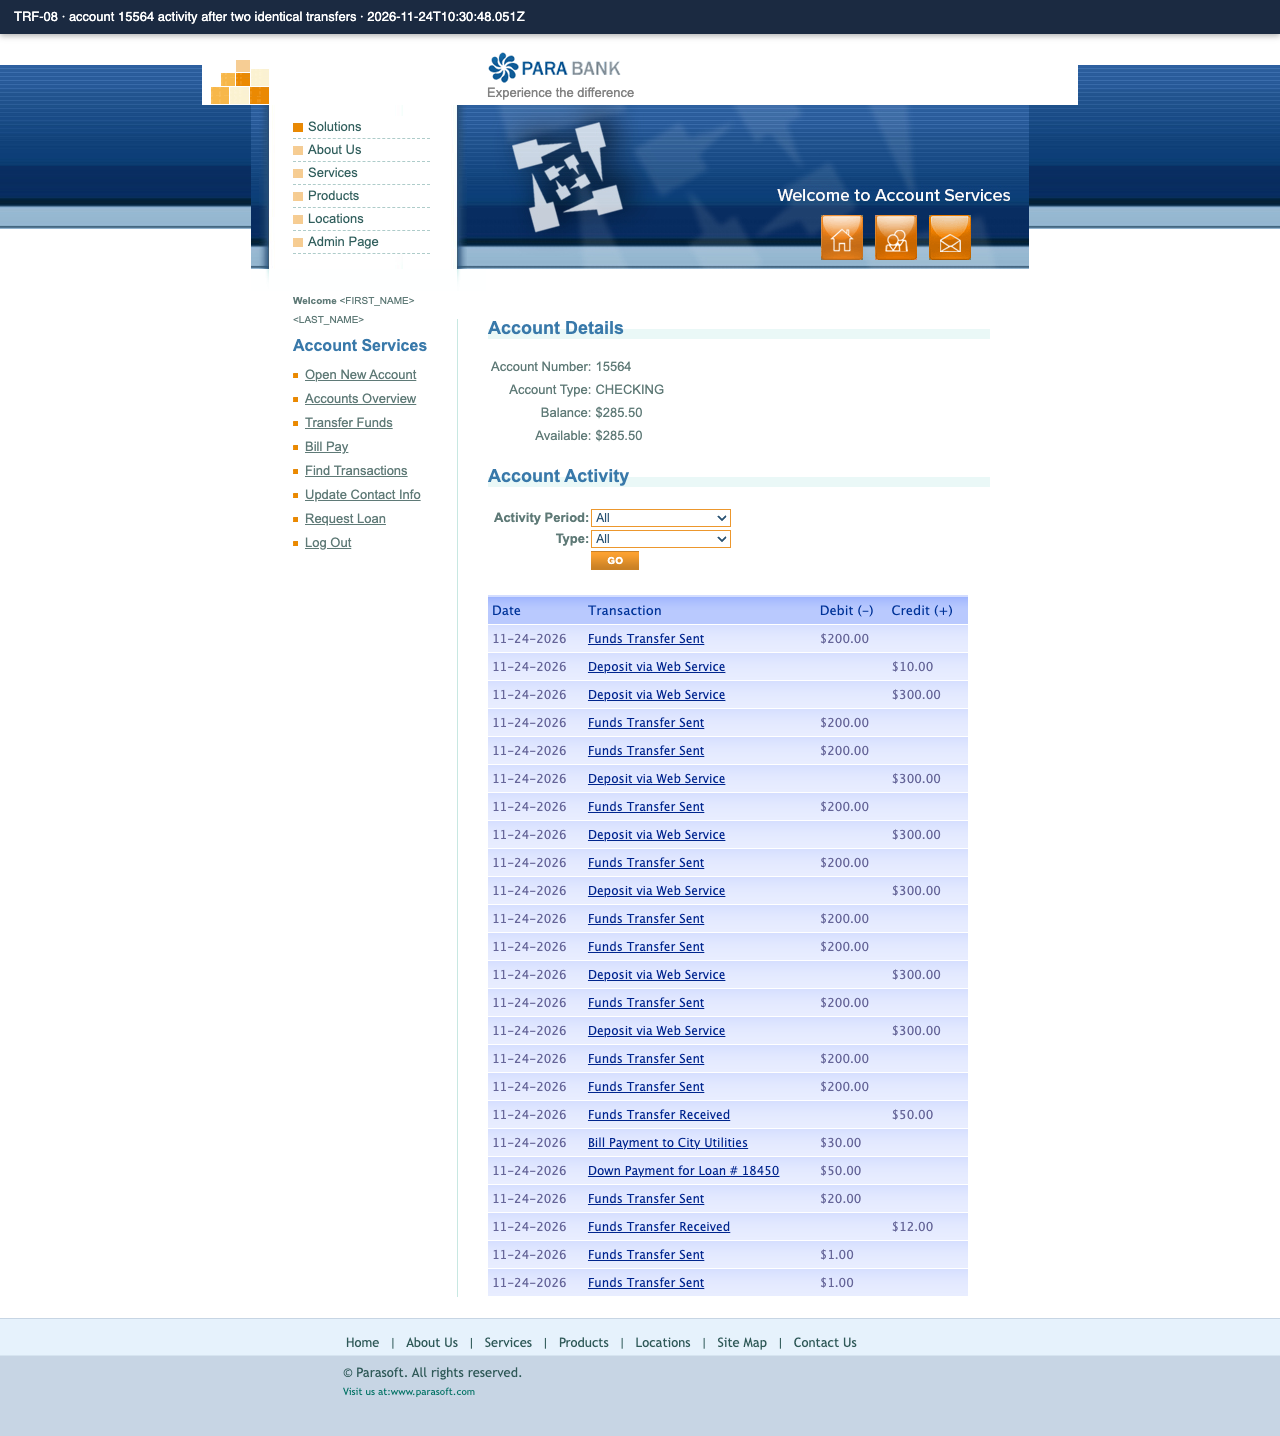 TRF-08 · account 15564 activity after two identical transfers · 2026-11-24T10:30:48.051Z
PARA BANK
Experience the difference
Solutions
About Us
Services
Products
Locations
Admin Page
Welcome to Account Services
Welcome <FIRST_NAME>
<LAST_NAME>
Account Services
Open New Account
Accounts Overview
Transfer Funds
Bill Pay
Find Transactions
Update Contact Info
Request Loan
Log Out
Account Details
Account Number: 15564
Account Type: CHECKING
Balance: $285.50
Available: $285.50
Account Activity
Activity Period: All
Type: All
GO
Date Transaction Debit (-) Credit (+)
11-24-2026 Funds Transfer Sent $200.00
11-24-2026 Deposit via Web Service $10.00
11-24-2026 Deposit via Web Service $300.00
11-24-2026 Funds Transfer Sent $200.00
11-24-2026 Funds Transfer Sent $200.00
11-24-2026 Deposit via Web Service $300.00
11-24-2026 Funds Transfer Sent $200.00
11-24-2026 Deposit via Web Service $300.00
11-24-2026 Funds Transfer Sent $200.00
11-24-2026 Deposit via Web Service $300.00
11-24-2026 Funds Transfer Sent $200.00
11-24-2026 Funds Transfer Sent $200.00
11-24-2026 Deposit via Web Service $300.00
11-24-2026 Funds Transfer Sent $200.00
11-24-2026 Deposit via Web Service $300.00
11-24-2026 Funds Transfer Sent $200.00
11-24-2026 Funds Transfer Sent $200.00
11-24-2026 Funds Transfer Received $50.00
11-24-2026 Bill Payment to City Utilities $30.00
11-24-2026 Down Payment for Loan # 18450 $50.00
11-24-2026 Funds Transfer Sent $20.00
11-24-2026 Funds Transfer Received $12.00
11-24-2026 Funds Transfer Sent $1.00
11-24-2026 Funds Transfer Sent $1.00
Home | About Us | Services | Products | Locations | Site Map | Contact Us
© Parasoft. All rights reserved.
Visit us at:www.parasoft.com